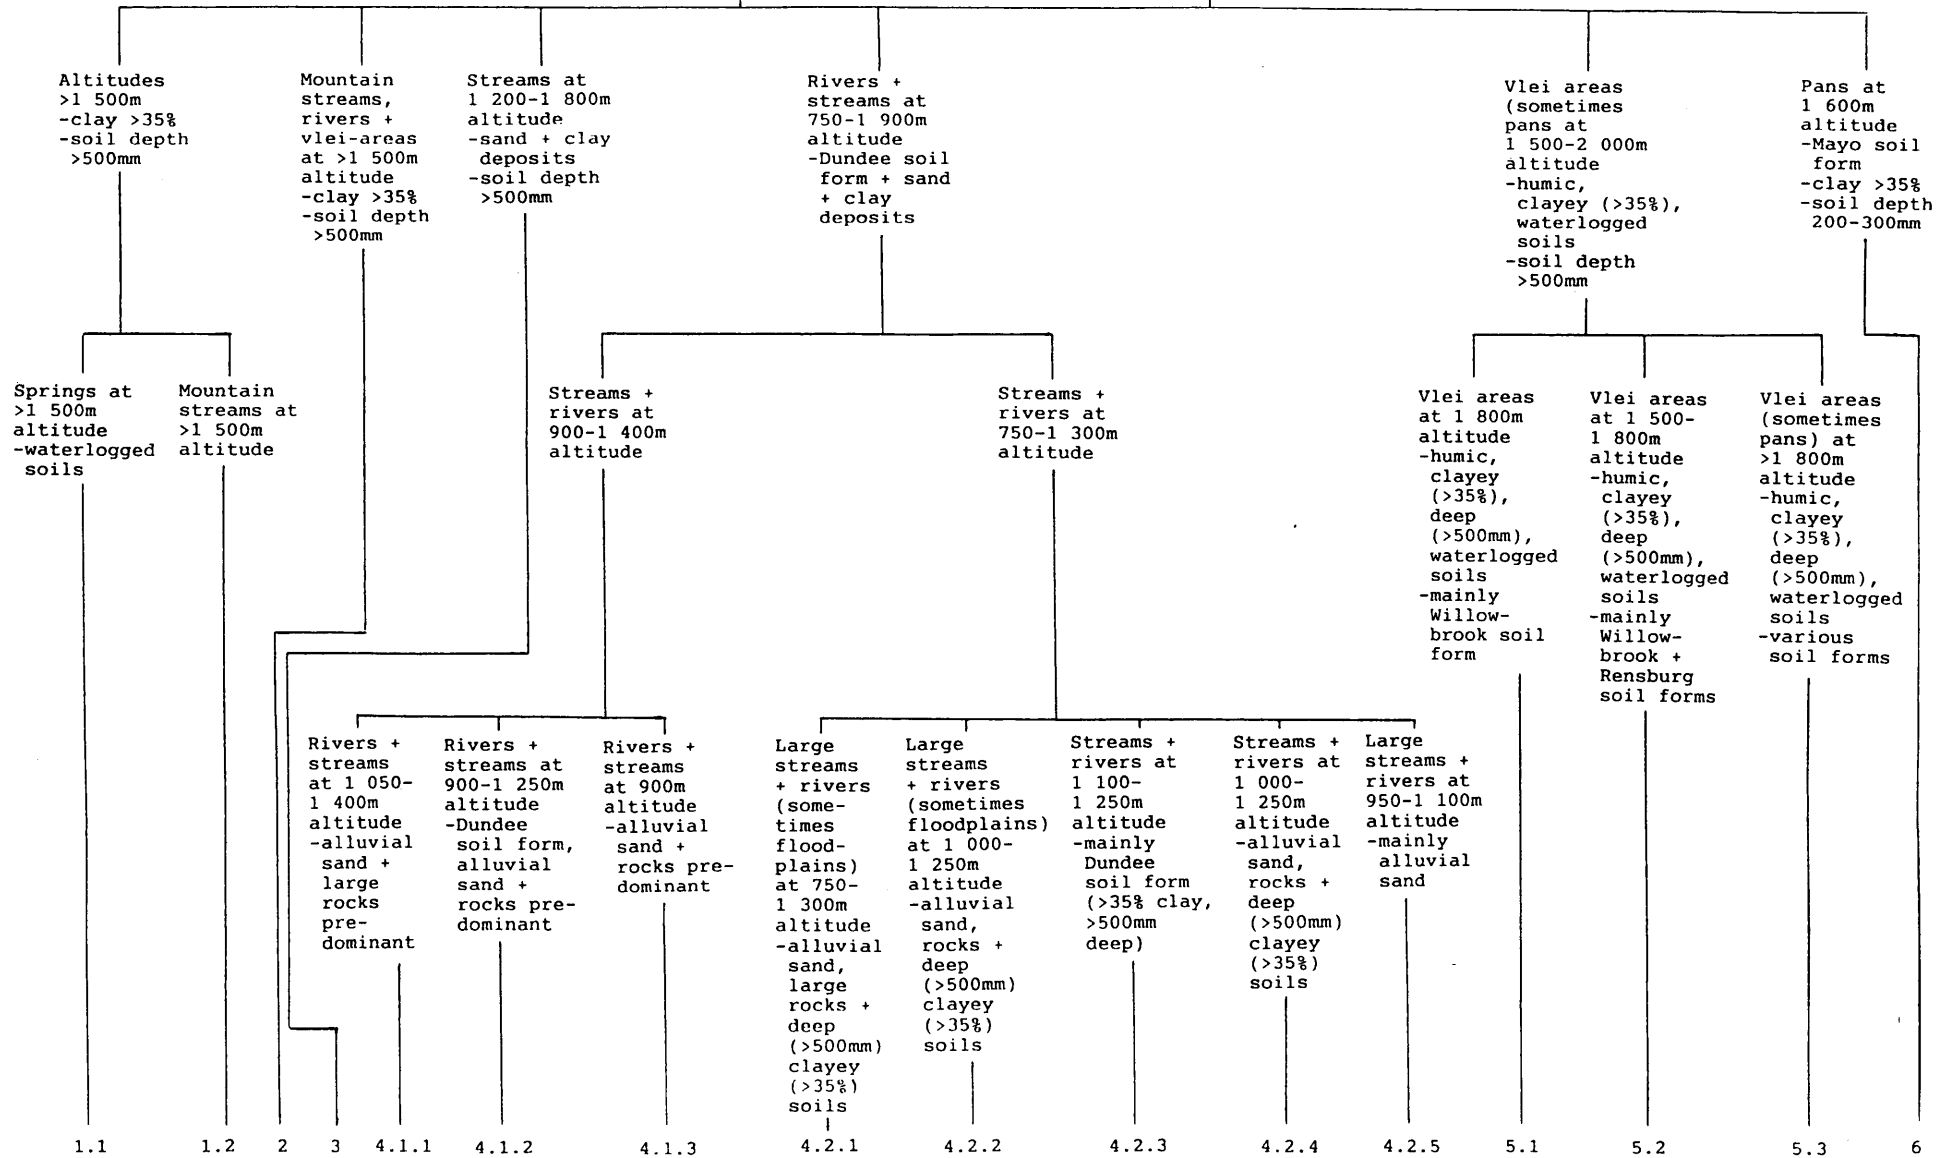 Altitudes
>1 500m
-clay >35%
-soil depth
>500mm
Mountain
streams,
rivers +
vlei-areas
at >1 500m
altitude
-clay >35%
-soil depth
>500mm
Streams at
1 200-1 800m
altitude
-sand + clay
deposits
-soil depth
>500mm
Rivers +
streams at
750-1 900m
altitude
-Dundee soil
form + sand
+ clay
deposits
Vlei areas
(sometimes
pans at
1 500-2 000m
altitude
-humic,
clayey (>35%),
waterlogged
soils
-soil depth
>500mm
Pans at
1 600m
altitude
-Mayo soil
form
-clay >35%
-soil depth
200-300mm
Springs at
>1 500m
altitude
-waterlogged
soils
Mountain
streams at
>1 500m
altitude
Streams +
rivers at
900-1 400m
altitude
Streams +
rivers at
750-1 300m
altitude
Vlei areas
at 1 800m
altitude
-humic,
clayey
(>35%),
deep
(>500mm),
waterlogged
soils
-mainly
Willow-
brook soil
form
Vlei areas
at 1 500-
1 800m
altitude
-humic,
clayey
(>35%),
deep
(>500mm),
waterlogged
soils
-mainly
Willow-
brook +
Rensburg
soil forms
Vlei areas
(sometimes
pans) at
>1 800m
altitude
-humic,
clayey
(>35%),
deep
(>500mm),
waterlogged
soils
-various
soil forms
Rivers +
streams
at 1 050-
1 400m
altitude
-alluvial
sand +
large
rocks
pre-
dominant
Rivers +
streams at
900-1 250m
altitude
-Dundee
soil form,
alluvial
sand +
rocks pre-
dominant
Rivers +
streams
at 900m
altitude
-alluvial
sand +
rocks pre-
dominant
Large
streams
+ rivers
(some-
times
flood-
plains)
at 750-
1 300m
altitude
-alluvial
sand,
large
rocks +
deep
(>500mm)
clayey
(>35%)
soils
Large
streams
+ rivers
(sometimes
floodplains)
at 1 000-
1 250m
altitude
-alluvial
sand,
rocks +
deep
(>500mm)
clayey
(>35%)
soils
Streams +
rivers at
1 100-
1 250m
altitude
-mainly
Dundee
soil form
(>35% clay,
>500mm
deep)
Streams +
rivers at
1 000-
1 250m
altitude
-alluvial
sand,
rocks +
deep
(>500mm)
clayey
(>35%)
soils
Large
streams +
rivers at
950-1 100m
altitude
-mainly
alluvial
sand
1.1 1.2 2 3 4.1.1 4.1.2 4.1.3 4.2.1 4.2.2 4.2.3 4.2.4 4.2.5 5.1 5.2 5.3 6